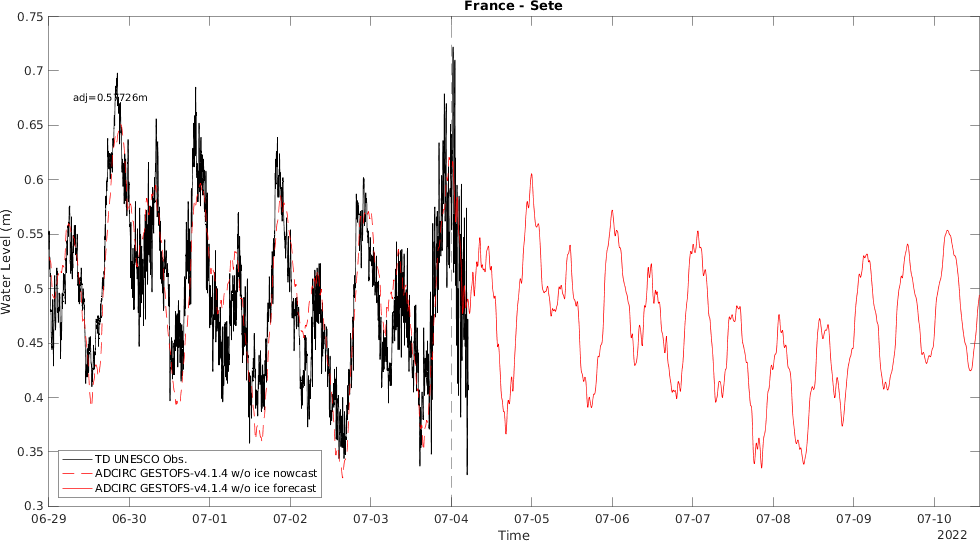 France - Sete
0.75
0.7
0.65
0.6
0.55
0.5
0.45
0.4
0.35
0.3
Water Level (m)
adj=0.57726m
TD UNESCO Obs.
ADCIRC GESTOFS-v4.1.4 w/o ice nowcast
ADCIRC GESTOFS-v4.1.4 w/o ice forecast
06-29 06-30 07-01 07-02 07-03 07-04 07-05 07-06 07-07 07-08 07-09 07-10
Time
2022